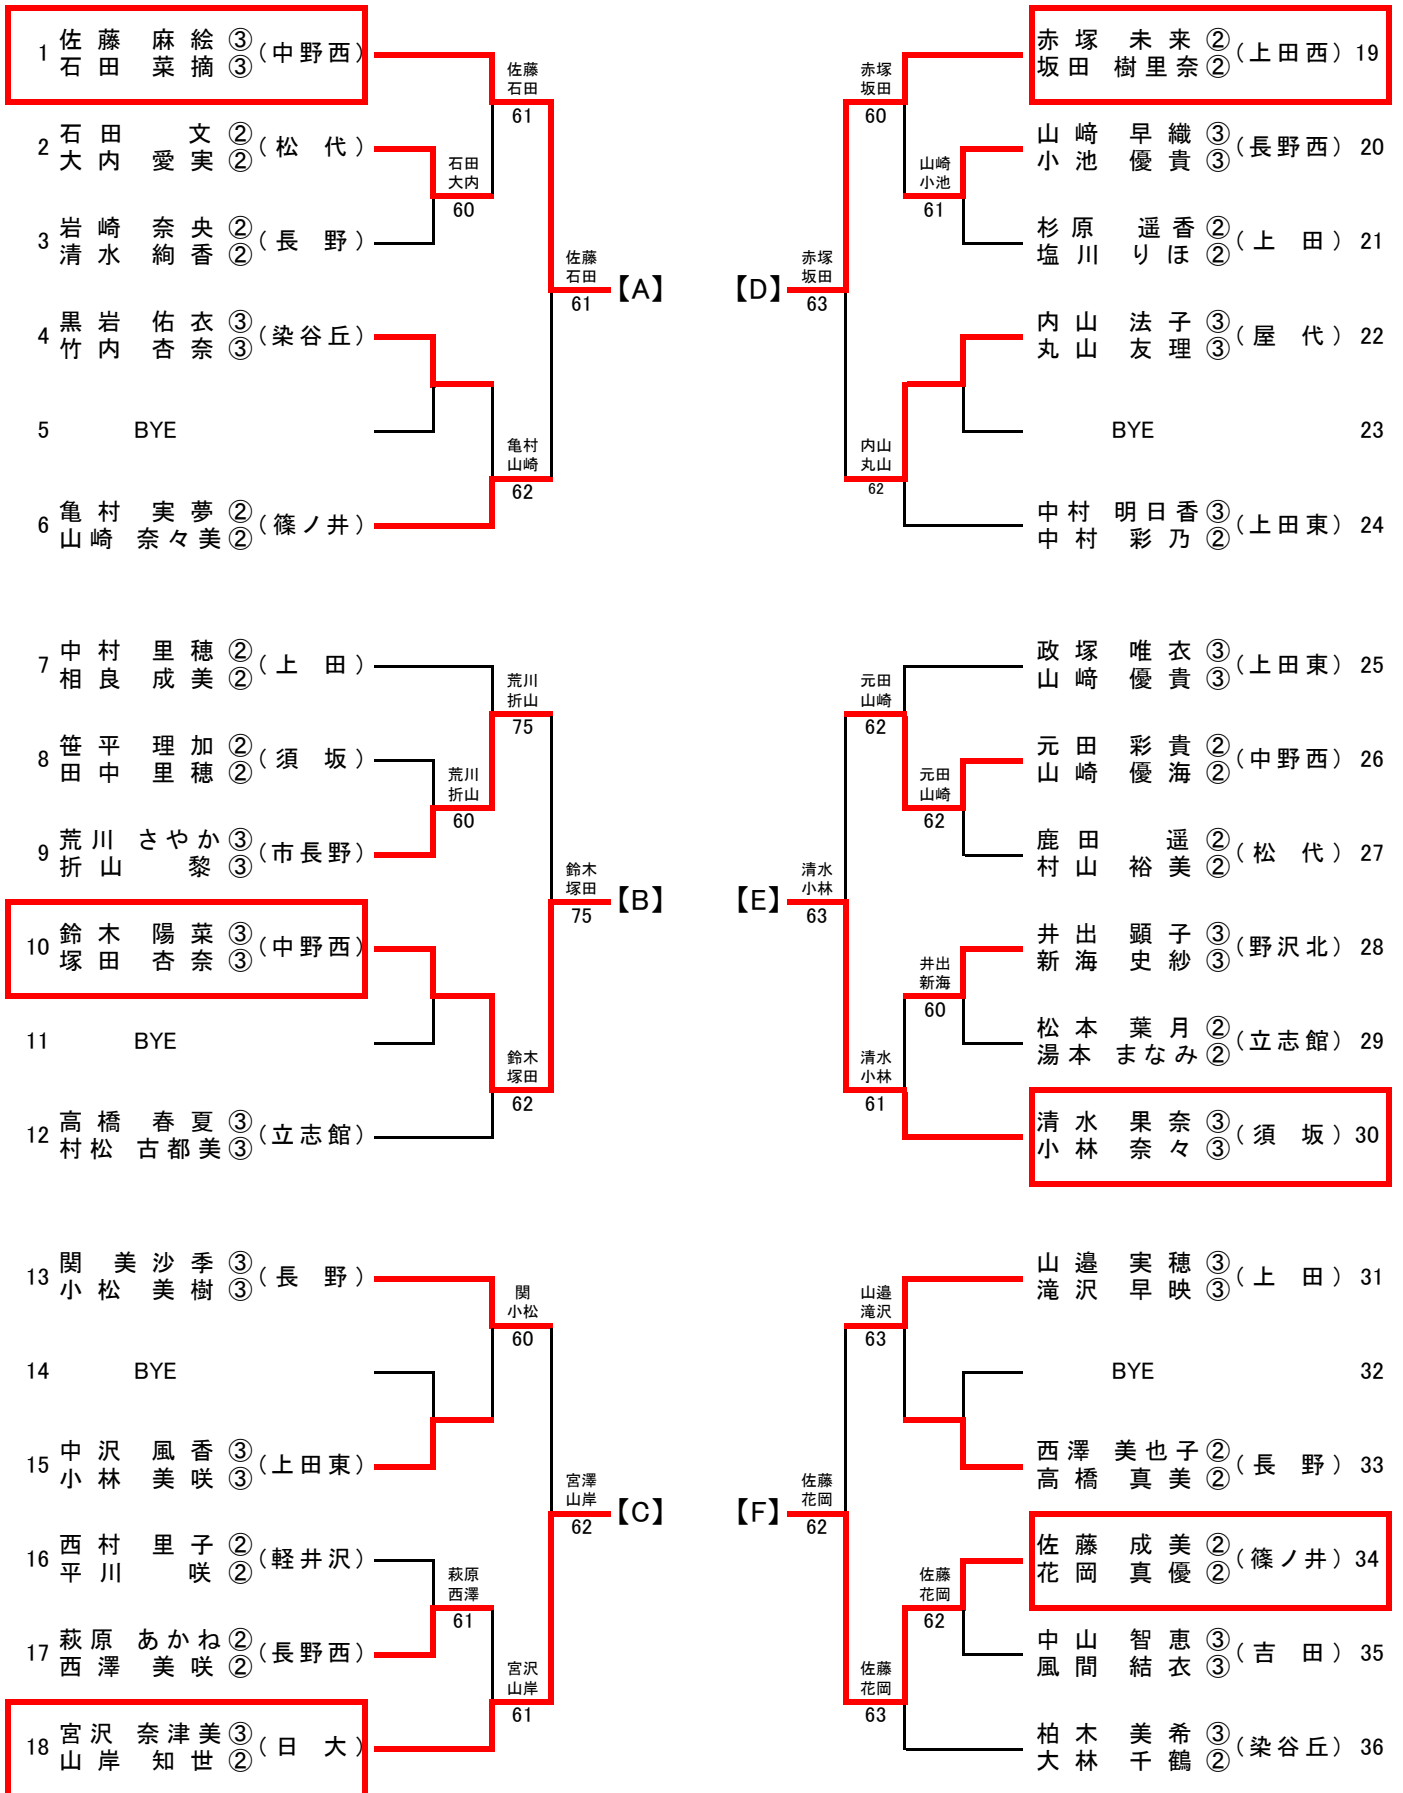 1 佐藤 麻絵 ③ (中野西)
石田 菜摘 ③
2 石田 文 ② (松代)
大内 愛実 ②
3 岩崎 奈央 ② (長野)
清水 絢香 ②
4 黒岩 佑衣 ③ (染谷丘)
竹内 杏奈 ③
5 BYE
6 亀村 実夢 ② (篠ノ井)
山崎 奈々美 ②
佐藤
石田
61
石田
大内
60
亀村
山崎
62
佐藤
石田
61
【A】
7 中村 里穂 ② (上田)
相良 成美 ②
8 笹平 理加 ② (須坂)
田中 里穂 ②
9 荒川 さやか ③ (市長野)
折山 黎 ③
10 鈴木 陽菜 ③ (中野西)
塚田 杏奈 ③
11 BYE
12 高橋 春夏 ③ (立志館)
村松 古都美 ③
荒川
折山
75
荒川
折山
60
鈴木
塚田
62
鈴木
塚田
75
【B】
13 関 美沙季 ③ (長野)
小松 美樹 ③
14 BYE
15 中沢 風香 ③ (上田東)
小林 美咲 ③
16 西村 里子 ② (軽井沢)
平川 咲 ②
17 萩原 あかね ② (長野西)
西澤 美咲 ②
18 宮沢 奈津美 ③ (日大)
山岸 知世 ②
関
小松
60
萩原
西澤
61
宮沢
山岸
61
宮澤
山岸
62
【C】
赤塚 未来 ② (上田西) 19
坂田 樹里奈 ②
山﨑 早織 ③ (長野西) 20
小池 優貴 ③
杉原 遥香 ② (上田) 21
塩川 りほ ②
内山 法子 ③ (屋代) 22
丸山 友理 ③
BYE 23
中村 明日香 ③ (上田東) 24
中村 彩乃 ②
赤塚
坂田
60
山崎
小池
61
内山
丸山
62
赤塚
坂田
63
【D】
政塚 唯衣 ③ (上田東) 25
山﨑 優貴 ③
元田 彩貴 ② (中野西) 26
山崎 優海 ②
鹿田 遥 ② (松代) 27
村山 裕美 ②
井出 顕子 ③ (野沢北) 28
新海 史紗 ③
松本 葉月 ② (立志館) 29
湯本 まなみ ②
清水 果奈 ③ (須坂) 30
小林 奈々 ③
元田
山崎
62
元田
山崎
62
井出
新海
60
清水
小林
61
清水
小林
63
【E】
山邉 実穂 ③ (上田) 31
滝沢 早映 ③
BYE 32
西澤 美也子 ② (長野) 33
高橋 真美 ②
佐藤 成美 ② (篠ノ井) 34
花岡 真優 ②
中山 智恵 ③ (吉田) 35
風間 結衣 ③
柏木 美希 ③ (染谷丘) 36
大林 千鶴 ②
山邉
滝沢
63
佐藤
花岡
62
佐藤
花岡
63
佐藤
花岡
62
【F】